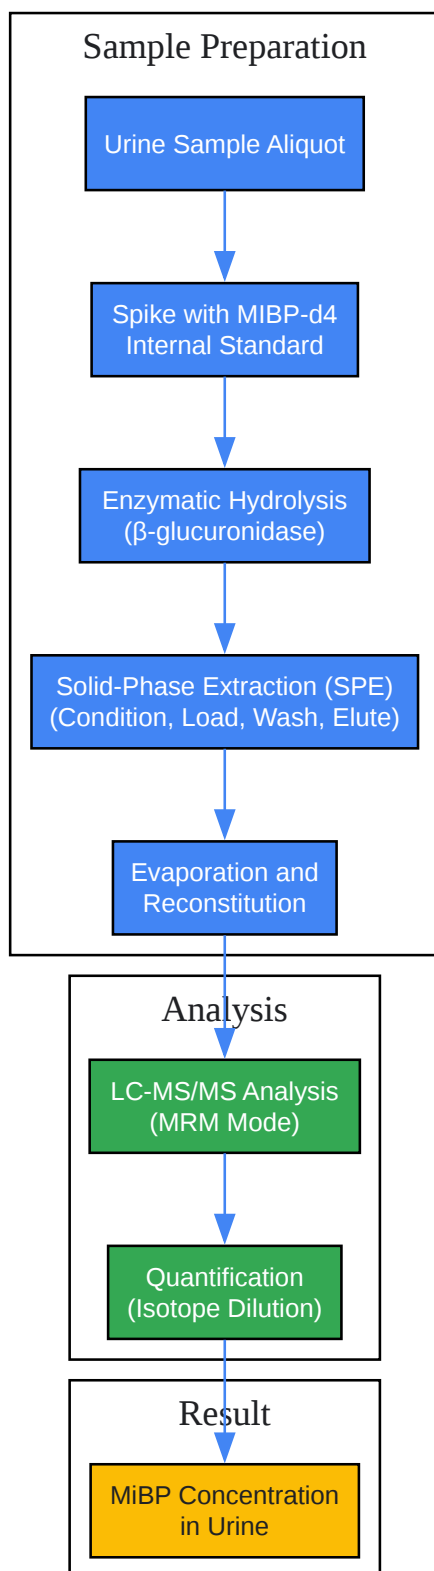 Sample Preparation
Urine Sample Aliquot
Spike with MIBP-d4
Internal Standard
Enzymatic Hydrolysis
(β-glucuronidase)
Solid-Phase Extraction (SPE)
(Condition, Load, Wash, Elute)
Evaporation and
Reconstitution
Analysis
LC-MS/MS Analysis
(MRM Mode)
Quantification
(Isotope Dilution)
Result
MiBP Concentration
in Urine